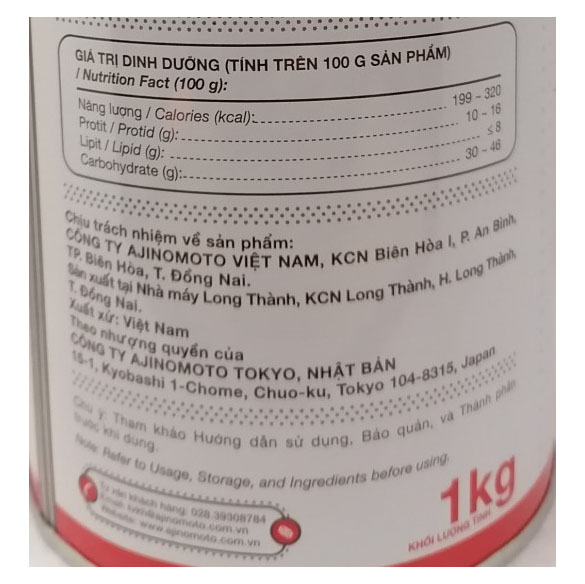 GIÁ TRỊ DINH DƯỠNG (TÍNH TRÊN 100 G SẢN PHẨM)
/ Nutrition Fact (100 g):
Năng lượng / Calories (kcal): 199 – 320
Protit / Protid (g): 10 – 16
Lipit / Lipid (g): ≤ 8
Carbohydrate (g): 30 – 46
Chịu trách nhiệm về sản phẩm:
CÔNG TY AJINOMOTO VIỆT NAM, KCN Biên Hòa I, P. An Bình,
TP. Biên Hòa, T. Đồng Nai.
Sản xuất tại Nhà máy Long Thành, KCN Long Thành, H. Long Thành,
T. Đồng Nai.
Xuất xứ: Việt Nam
Theo nhượng quyền của
CÔNG TY AJINOMOTO TOKYO, NHẬT BẢN
15-1, Kyobashi 1-Chome, Chuo-ku, Tokyo 104-8315, Japan
Chú ý: Tham khảo Hướng dẫn sử dụng, Bảo quản, và Thành phần
trước khi dùng.
Note: Refer to Usage, Storage, and Ingredients before using.
Tư vấn khách hàng: 028.39308784
Website: www.ajinomoto.com.vn
1kg
KHỐI LƯỢNG TỊNH